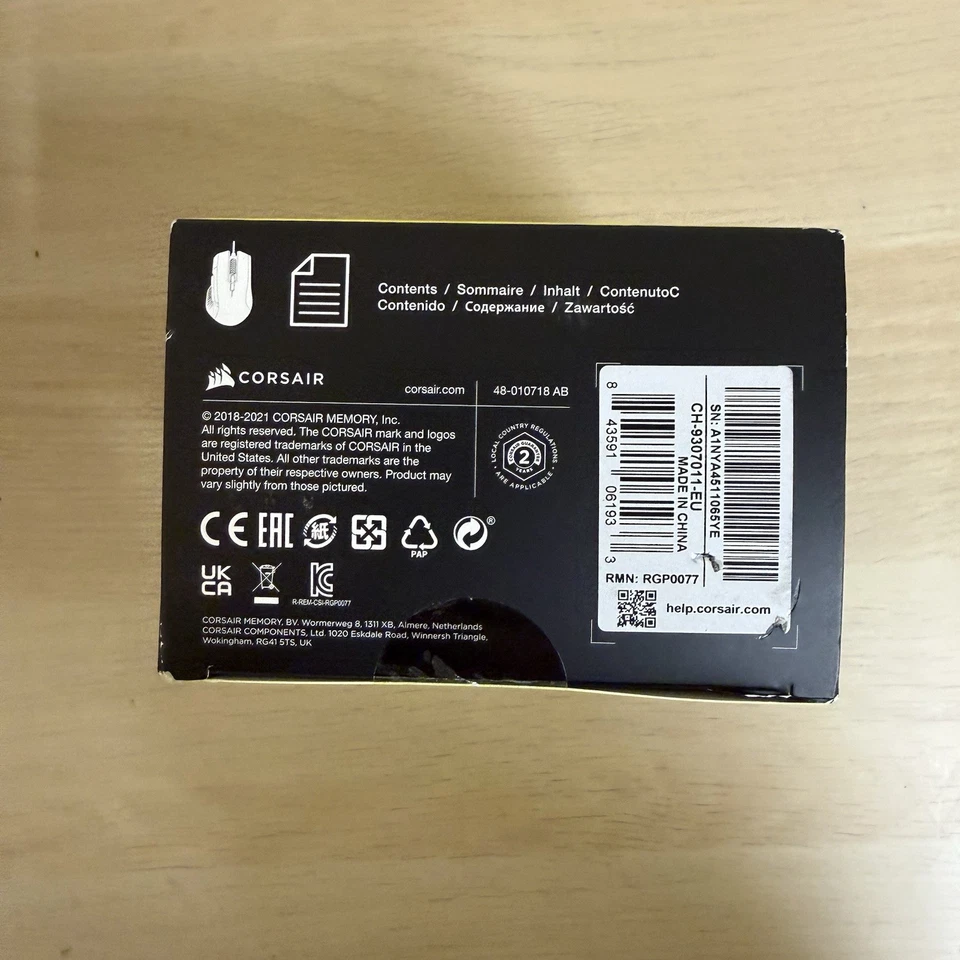 Contents / Sommaire / Inhalt / ContenutoC
Contenido / Содержание / Zawartość
CORSAIR
corsair.com
48-010718 AB
© 2018-2021 CORSAIR MEMORY, Inc.
All rights reserved. The CORSAIR mark and logos
are registered trademarks of CORSAIR in the
United States. All other trademarks are the
property of their respective owners. Product may
vary slightly from those pictured.
LOCAL COUNTRY REGULATIONS
2
YEARS
• ARE APPLICABLE •
CE EAC 紙
PAP
®
UK
CA
R-REM-CSI-RGP0077
CORSAIR MEMORY, BV. Wormerweg 8, 1311 XB, Almere, Netherlands
CORSAIR COMPONENTS, Ltd. 1020 Eskdale Road, Winnersh Triangle,
Wokingham, RG41 5TS, UK
SN: A1NYA4511065YE
CH-9307011-EU
MADE IN CHINA
8 43591 06193 3
RMN: RGP0077
help.corsair.com